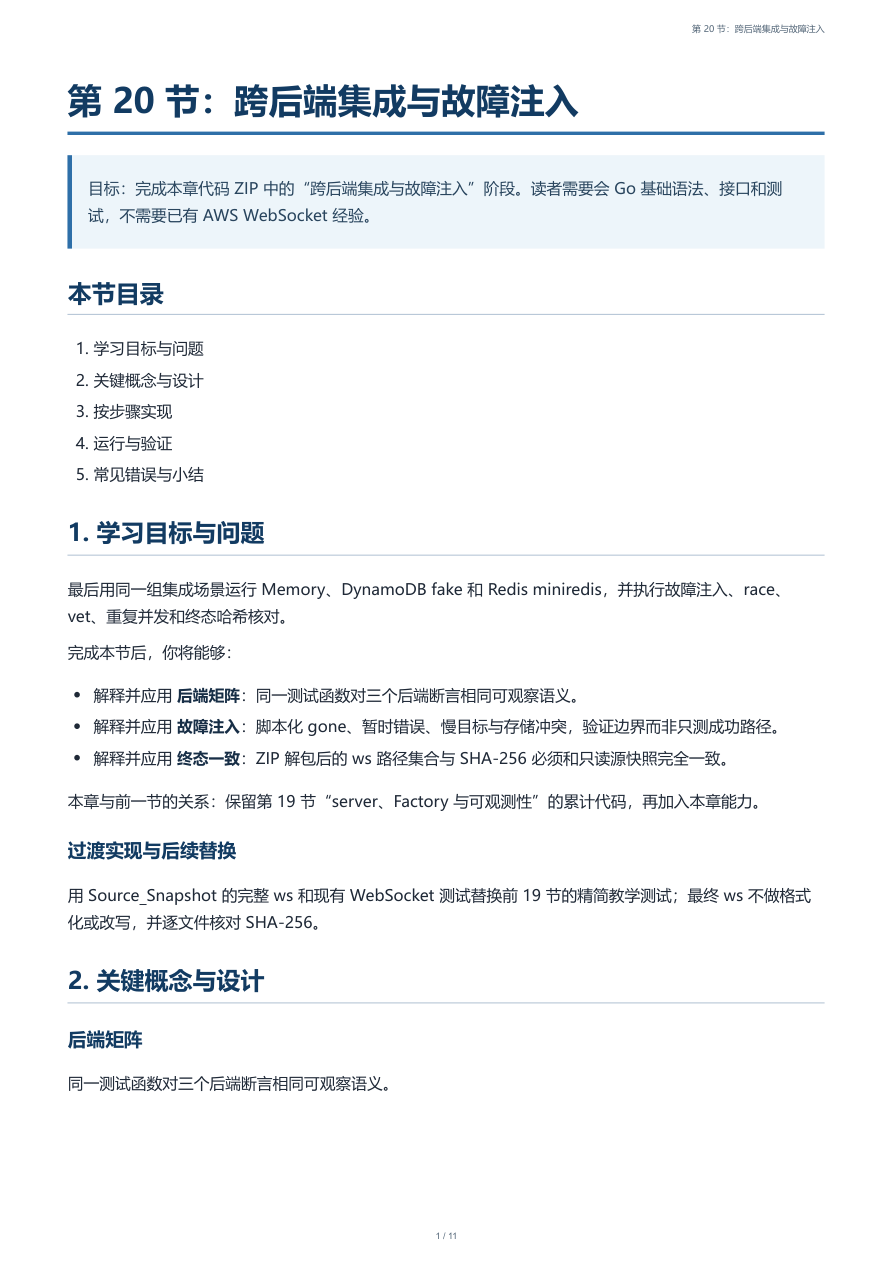 第 20 节：跨后端集成与故障注入
第 20 节：跨后端集成与故障注入
目标：完成本章代码 ZIP 中的“跨后端集成与故障注入”阶段。读者需要会 Go 基础语法、接口和测
试，不需要已有 AWS WebSocket 经验。
本节目录
1. 学习目标与问题
2. 关键概念与设计
3. 按步骤实现
4. 运行与验证
5. 常见错误与小结
1. 学习目标与问题
最后用同一组集成场景运行 Memory、DynamoDB fake 和 Redis miniredis，并执行故障注入、race、
vet、重复并发和终态哈希核对。
完成本节后，你将能够：
• 解释并应用 后端矩阵：同一测试函数对三个后端断言相同可观察语义。
• 解释并应用 故障注入：脚本化 gone、暂时错误、慢目标与存储冲突，验证边界而非只测成功路径。
• 解释并应用 终态一致：ZIP 解包后的 ws 路径集合与 SHA-256 必须和只读源快照完全一致。
本章与前一节的关系：保留第 19 节“server、Factory 与可观测性”的累计代码，再加入本章能力。
过渡实现与后续替换
用 Source_Snapshot 的完整 ws 和现有 WebSocket 测试替换前 19 节的精简教学测试；最终 ws 不做格式
化或改写，并逐文件核对 SHA-256。
2. 关键概念与设计
后端矩阵
同一测试函数对三个后端断言相同可观察语义。
1 / 11